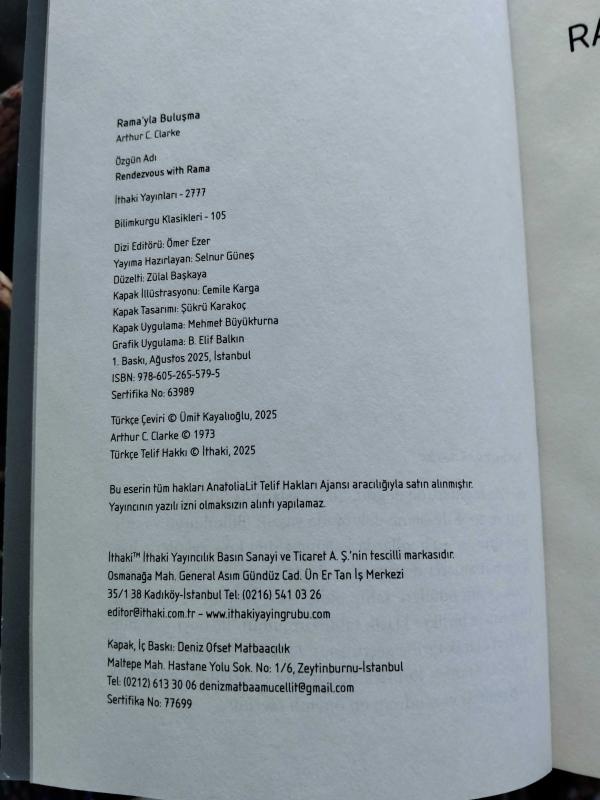 Rama'yla Buluşma
Arthur C. Clarke
Özgün Adı
Rendezvous with Rama
İthaki Yayınları - 2777
Bilimkurgu Klasikleri - 105
Dizi Editörü: Ömer Ezer
Yayıma Hazırlayan: Selnur Güneş
Düzelti: Zülal Başkaya
Kapak İllüstrasyonu: Cemile Karga
Kapak Tasarımı: Şükrü Karakoç
Kapak Uygulama: Mehmet Büyükturna
Grafik Uygulama: B. Elif Balkın
1. Baskı, Ağustos 2025, İstanbul
ISBN: 978-605-265-579-5
Sertifika No: 63989
Türkçe Çeviri © Ümit Kayalıoğlu, 2025
Arthur C. Clarke © 1973
Türkçe Telif Hakkı © İthaki, 2025
Bu eserin tüm hakları AnatoliaLit Telif Hakları Ajansı aracılığıyla satın alınmıştır.
Yayıncının yazılı izni olmaksızın alıntı yapılamaz.
İthaki™ İthaki Yayıncılık Basın Sanayi ve Ticaret A. Ş.'nin tescilli markasıdır.
Osmanağa Mah. General Asım Gündüz Cad. Ün Er Tan İş Merkezi
35/1 38 Kadıköy-İstanbul Tel: (0216) 541 03 26
editor@ithaki.com.tr – www.ithakiyayingrubu.com
Kapak, İç Baskı: Deniz Ofset Matbaacılık
Maltepe Mah. Hastane Yolu Sok. No: 1/6, Zeytinburnu-İstanbul
Tel: (0212) 613 30 06 denizmatbaamucellit@gmail.com
Sertifika No: 77699
RA